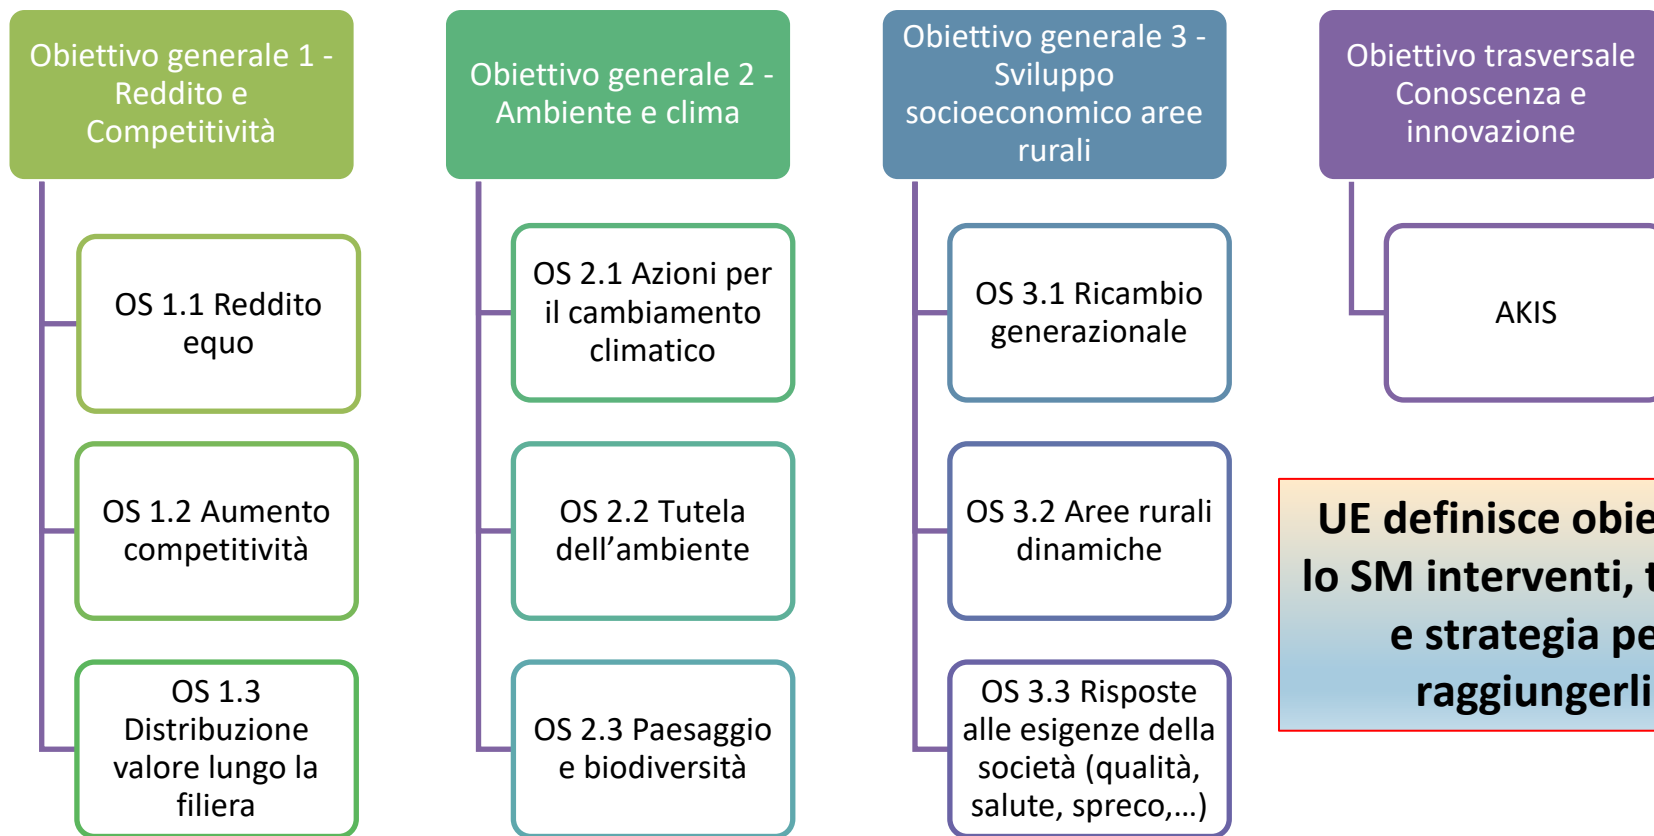 Obiettivo generale 1 -
Reddito e
Competitività
OS 1.1 Reddito
equo
OS 1.2 Aumento
competitività
OS 1.3
Distribuzione
valore lungo la
filiera
Obiettivo generale 2 -
Ambiente e clima
OS 2.1 Azioni per
il cambiamento
climatico
OS 2.2 Tutela
dell’ambiente
OS 2.3 Paesaggio
e biodiversità
Obiettivo generale 3 -
Sviluppo
socioeconomico aree
rurali
OS 3.1 Ricambio
generazionale
OS 3.2 Aree rurali
dinamiche
OS 3.3 Risposte
alle esigenze della
società (qualità,
salute, spreco,…)
Obiettivo trasversale
Conoscenza e
innovazione
AKIS
UE definisce
lo SM interventi,
e strategia
raggiungerli